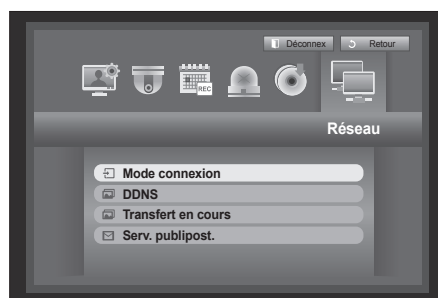 Déconnex Retour
REC
Réseau
Mode connexion
DDNS
Transfert en cours
Serv. publipost.